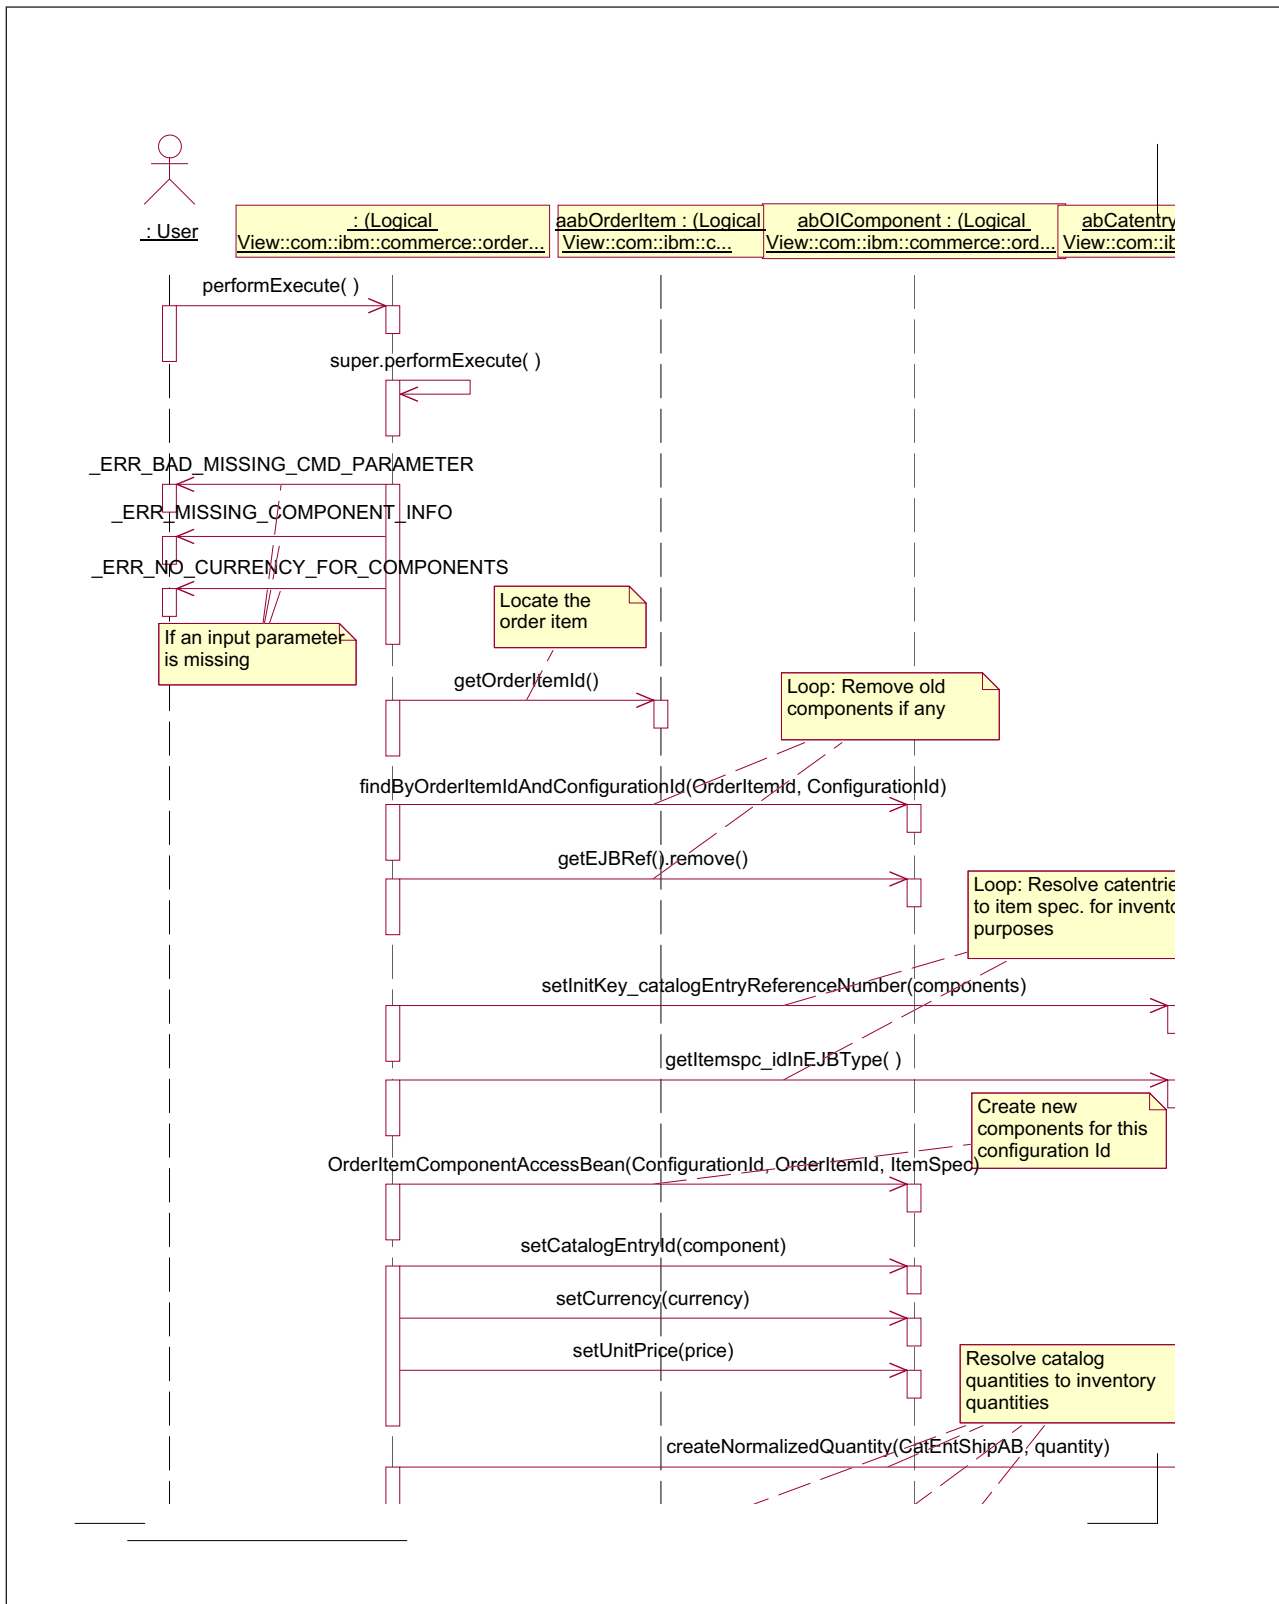 : User
: (Logical
View::com::ibm::commerce::order...
aabOrderItem : (Logical
View::com::ibm::c...
abOIComponent : (Logical
View::com::ibm::commerce::ord...
abCatentry
View::com::ib
performExecute( )
super.performExecute( )
_ERR_BAD_MISSING_CMD_PARAMETER
_ERR_MISSING_COMPONENT_INFO
_ERR_NO_CURRENCY_FOR_COMPONENTS
Locate the
order item
If an input parameter
is missing
getOrderItemId()
Loop: Remove old
components if any
findByOrderItemIdAndConfigurationId(OrderItemId, ConfigurationId)
getEJBRef().remove()
Loop: Resolve catentrie
to item spec. for invento
purposes
setInitKey_catalogEntryReferenceNumber(components)
getItemspc_idInEJBType( )
Create new
components for this
configuration Id
OrderItemComponentAccessBean(ConfigurationId, OrderItemId, ItemSpec)
setCatalogEntryId(component)
setCurrency(currency)
setUnitPrice(price)
Resolve catalog
quantities to inventory
quantities
createNormalizedQuantity(CatEntShipAB, quantity)